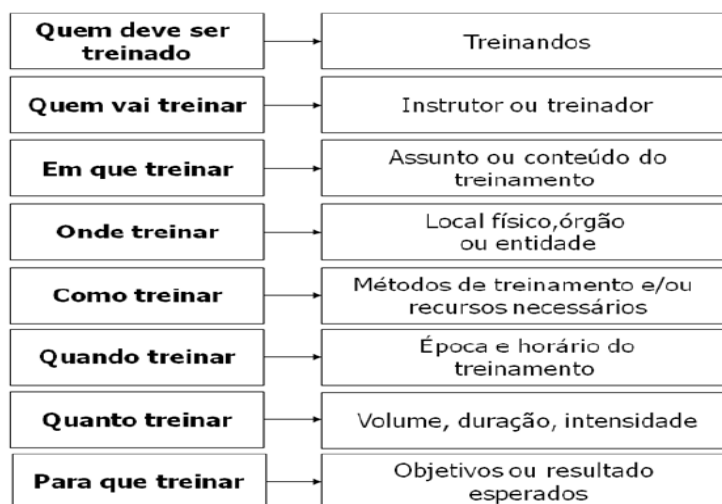 Quem deve ser
treinado
Treinandos
Quem vai treinar
Instrutor ou treinador
Em que treinar
Assunto ou conteúdo do
treinamento
Onde treinar
Local físico,órgão
ou entidade
Como treinar
Métodos de treinamento e/ou
recursos necessários
Quando treinar
Época e horário do
treinamento
Quanto treinar
Volume, duração, intensidade
Para que treinar
Objetivos ou resultado
esperados